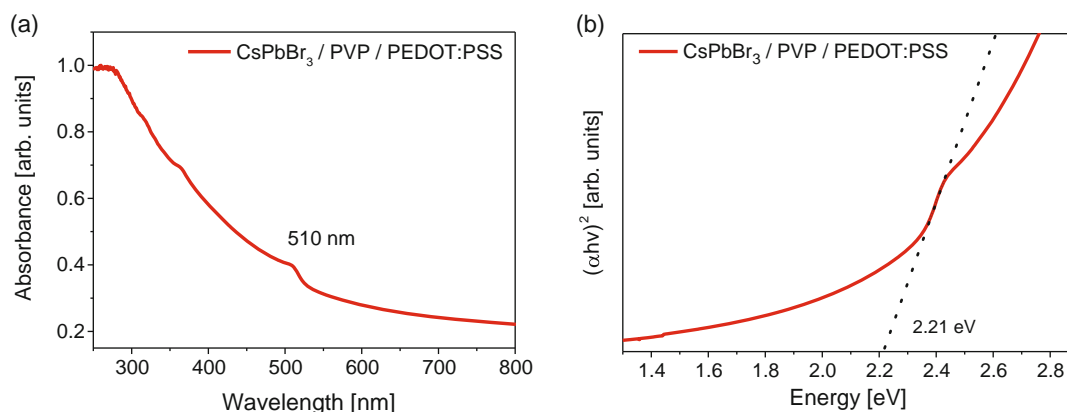 (a)
CsPbBr3 / PVP / PEDOT:PSS
Absorbance [arb. units]
1.0
0.8
0.6
0.4
0.2
510 nm
300 400 500 600 700 800
Wavelength [nm]
(b)
CsPbBr3 / PVP / PEDOT:PSS
(αhν)² [arb. units]
2.21 eV
1.4 1.6 1.8 2.0 2.2 2.4 2.6 2.8
Energy [eV]